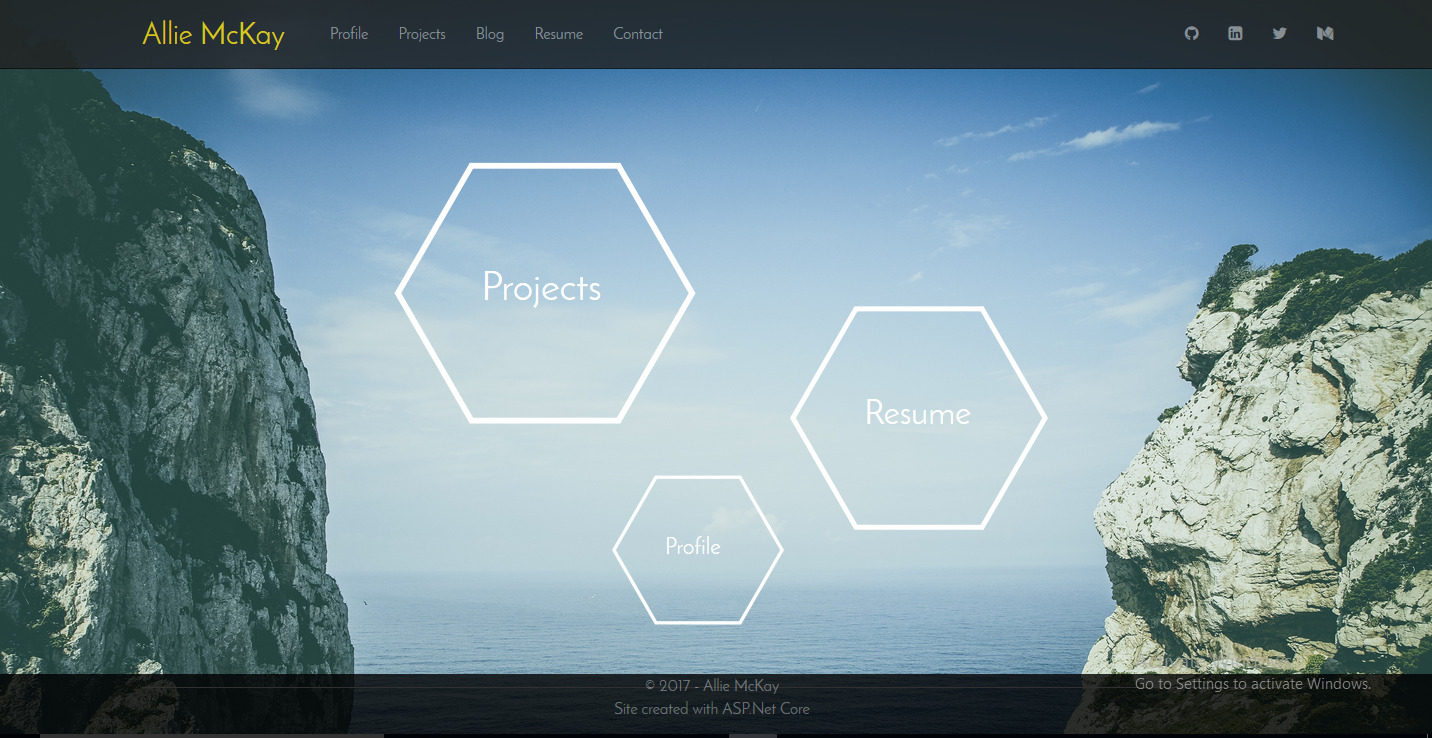 Allie McKay Profile Projects Blog Resume Contact
Projects
Resume
Profile
© 2017 - Allie McKay
Go to Settings to activate Windows.
Site created with ASP.Net Core